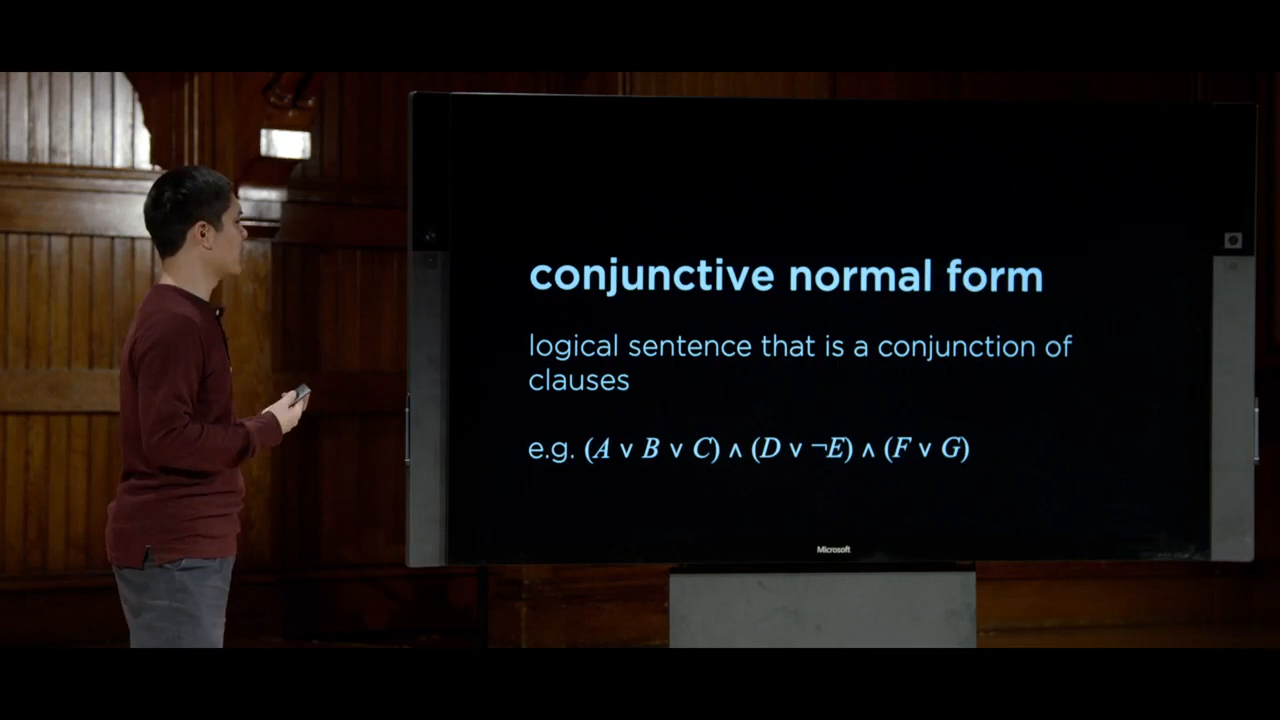 conjunctive normal form
logical sentence that is a conjunction of
clauses
e.g. (A ∨ B ∨ C) ∧ (D ∨ ¬E) ∧ (F ∨ G)
Microsoft